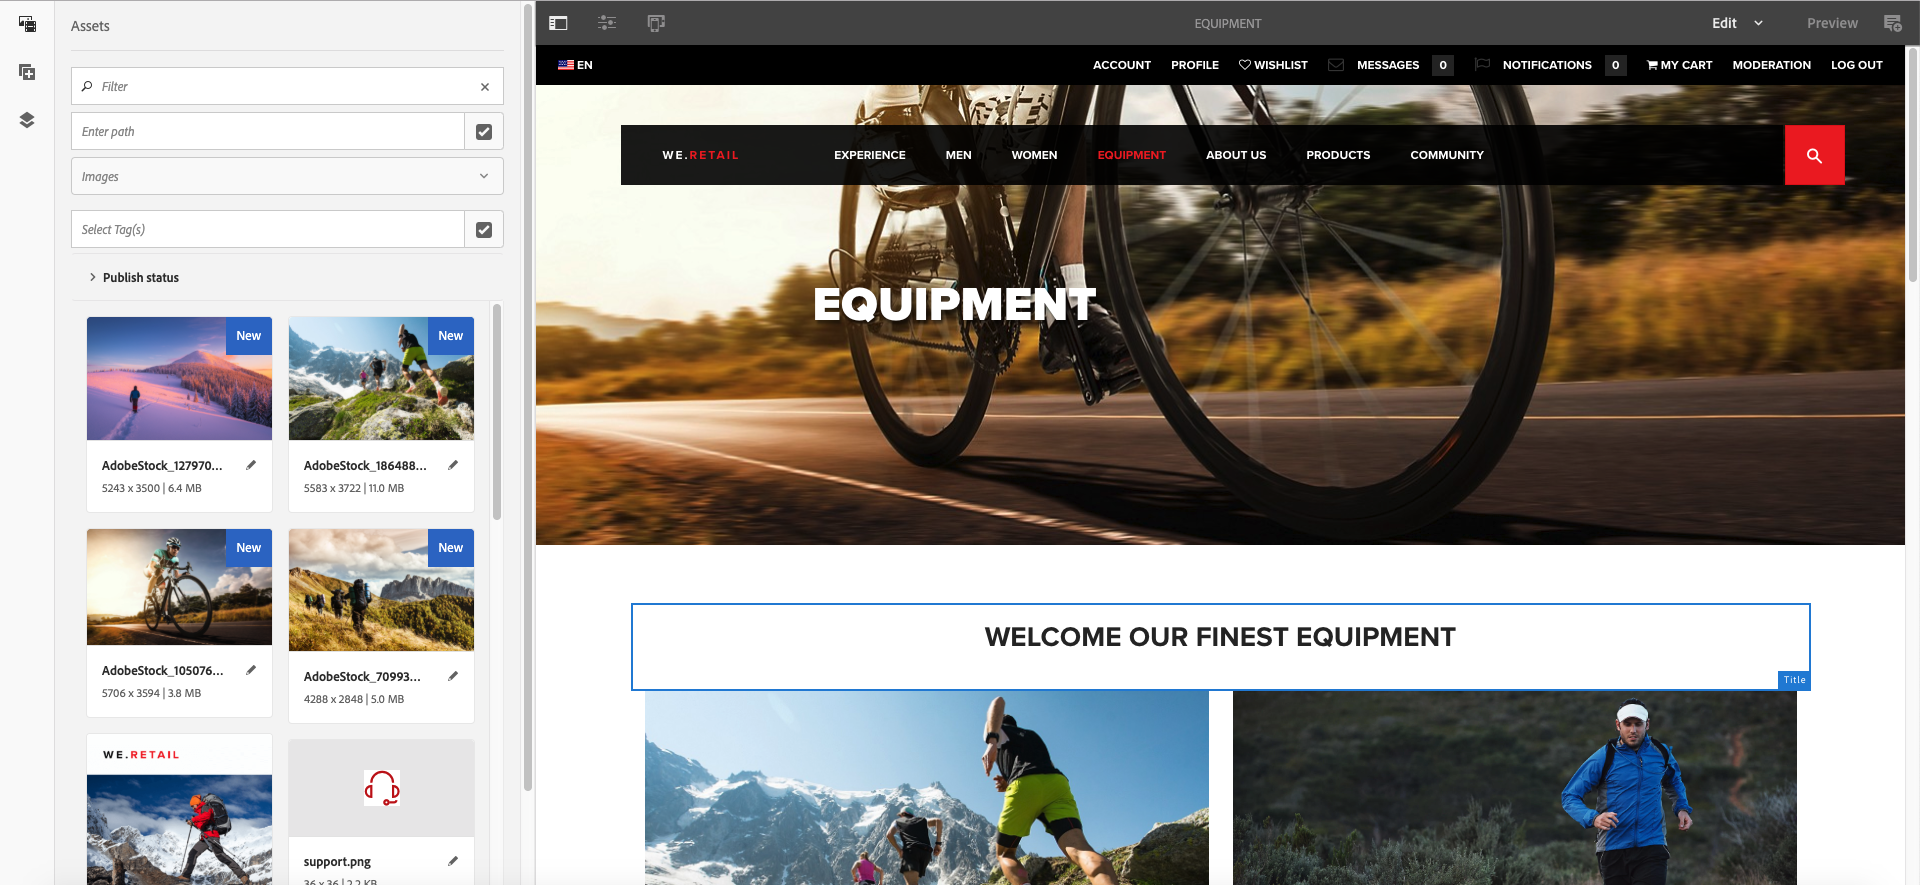 Assets
Filter
Enter path
Images
Select Tag(s)
Publish status
New
New
AdobeStock_127970...
5243 x 3500 | 6.4 MB
AdobeStock_186488...
5583 x 3722 | 11.0 MB
New
New
AdobeStock_105076...
5706 x 3594 | 3.8 MB
AdobeStock_70993...
4288 x 2848 | 5.0 MB
WE.RETAIL
support.png
36 x 36 | 2.2 KB
EQUIPMENT
Edit
Preview
EN
ACCOUNT PROFILE WISHLIST MESSAGES 0 NOTIFICATIONS 0 MY CART MODERATION LOG OUT
WE.RETAIL EXPERIENCE MEN WOMEN EQUIPMENT ABOUT US PRODUCTS COMMUNITY
EQUIPMENT
WELCOME OUR FINEST EQUIPMENT
Title